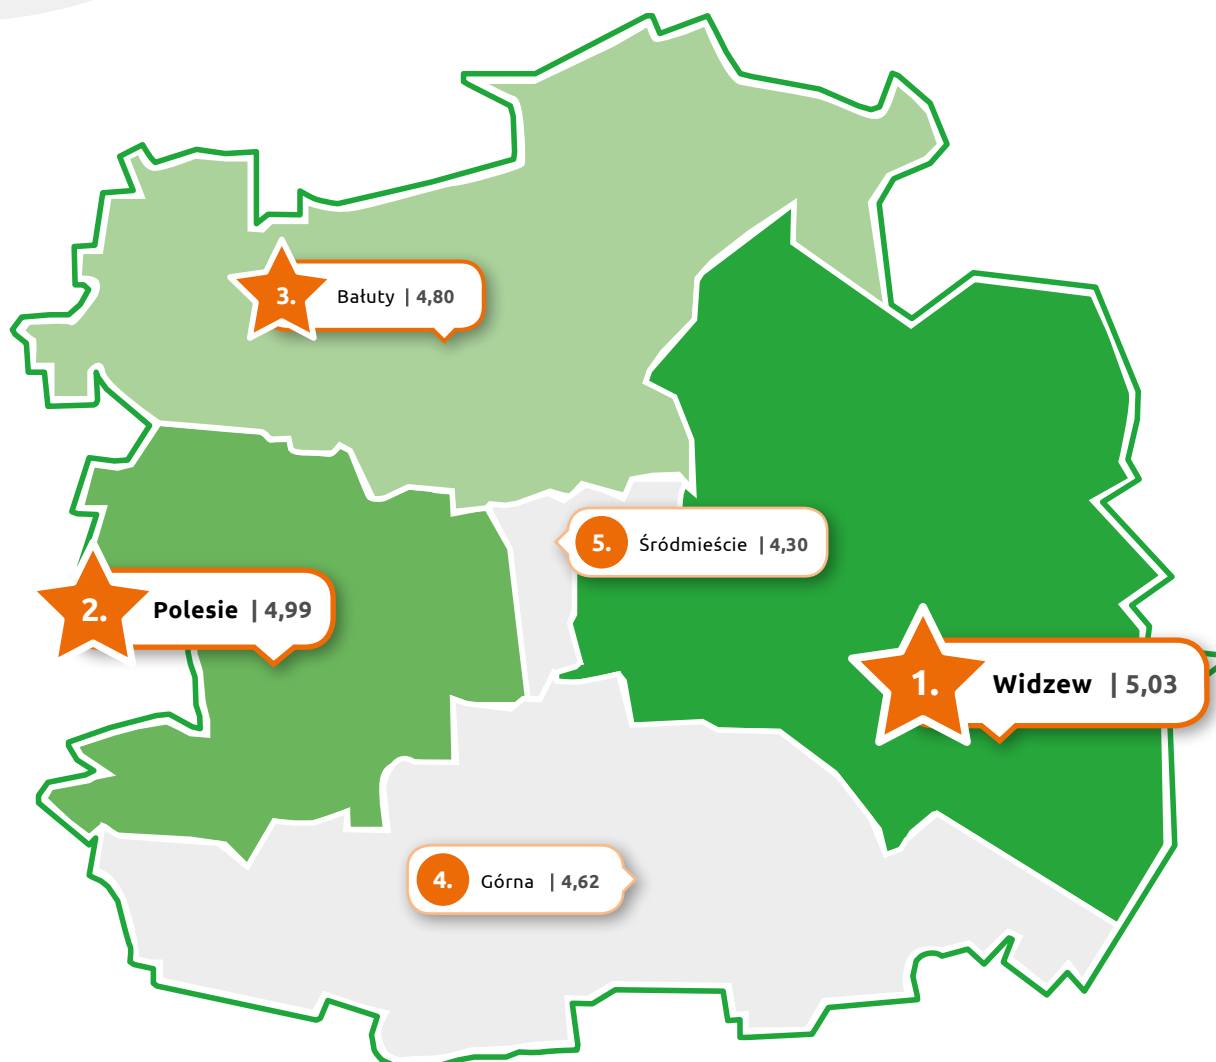 3. Bałuty | 4,80
5. Śródmieście | 4,30
2. Polesie | 4,99
1. Widzew | 5,03
4. Górna | 4,62